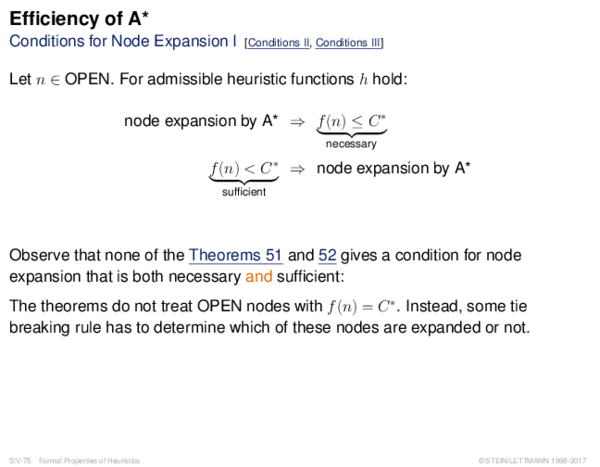 Efficiency of A*
Conditions for Node Expansion I [Conditions II, Conditions III]
Let n ∈ OPEN. For admissible heuristic functions h hold:
node expansion by A* ⇒ f(n) ≤ C*
necessary
f(n) < C* ⇒ node expansion by A*
sufficient
Observe that none of the Theorems 51 and 52 gives a condition for node
expansion that is both necessary and sufficient:
The theorems do not treat OPEN nodes with f(n) = C*. Instead, some tie
breaking rule has to determine which of these nodes are expanded or not.
S:V-75 Formal Properties of Heuristics ©STEIN/LETTMANN 1998-2017